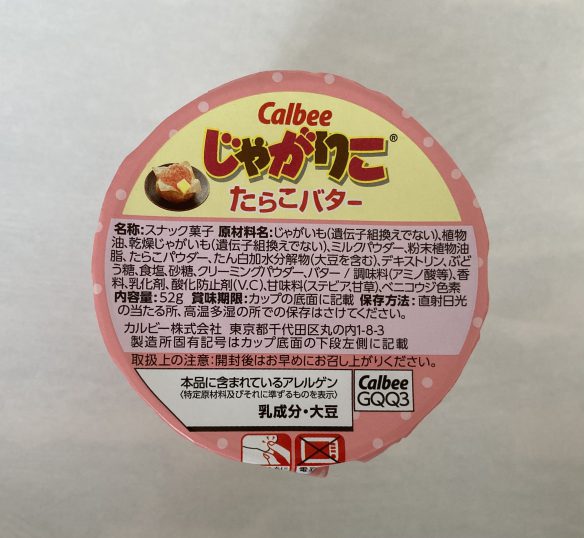 Calbee
じゃがりこ®
たらこバター
名称:スナック菓子 原材料名:じゃがいも(遺伝子組換えでない)、植物
油、乾燥じゃがいも(遺伝子組換えでない)、ミルクパウダー、粉末植物油
脂、たらこパウダー、たん白加水分解物(大豆を含む)、デキストリン、ぶど
う糖、食塩、砂糖、クリーミングパウダー、バター / 調味料(アミノ酸等)、香
料、乳化剤、酸化防止剤(V.C)、甘味料(ステビア、甘草)、ベニコウジ色素
内容量:52g 賞味期限:カップの底面に記載 保存方法:直射日光
の当たる所、高温多湿の所での保存はさけてください。
カルビー株式会社 東京都千代田区丸の内1-8-3
製造所固有記号はカップ底面の下段左側に記載
取扱上の注意:開封後はお早めにお召し上がりください。
本品に含まれているアレルゲン
〈特定原材料及びそれに準ずるものを表示〉
乳成分・大豆
Calbee
GQQ3